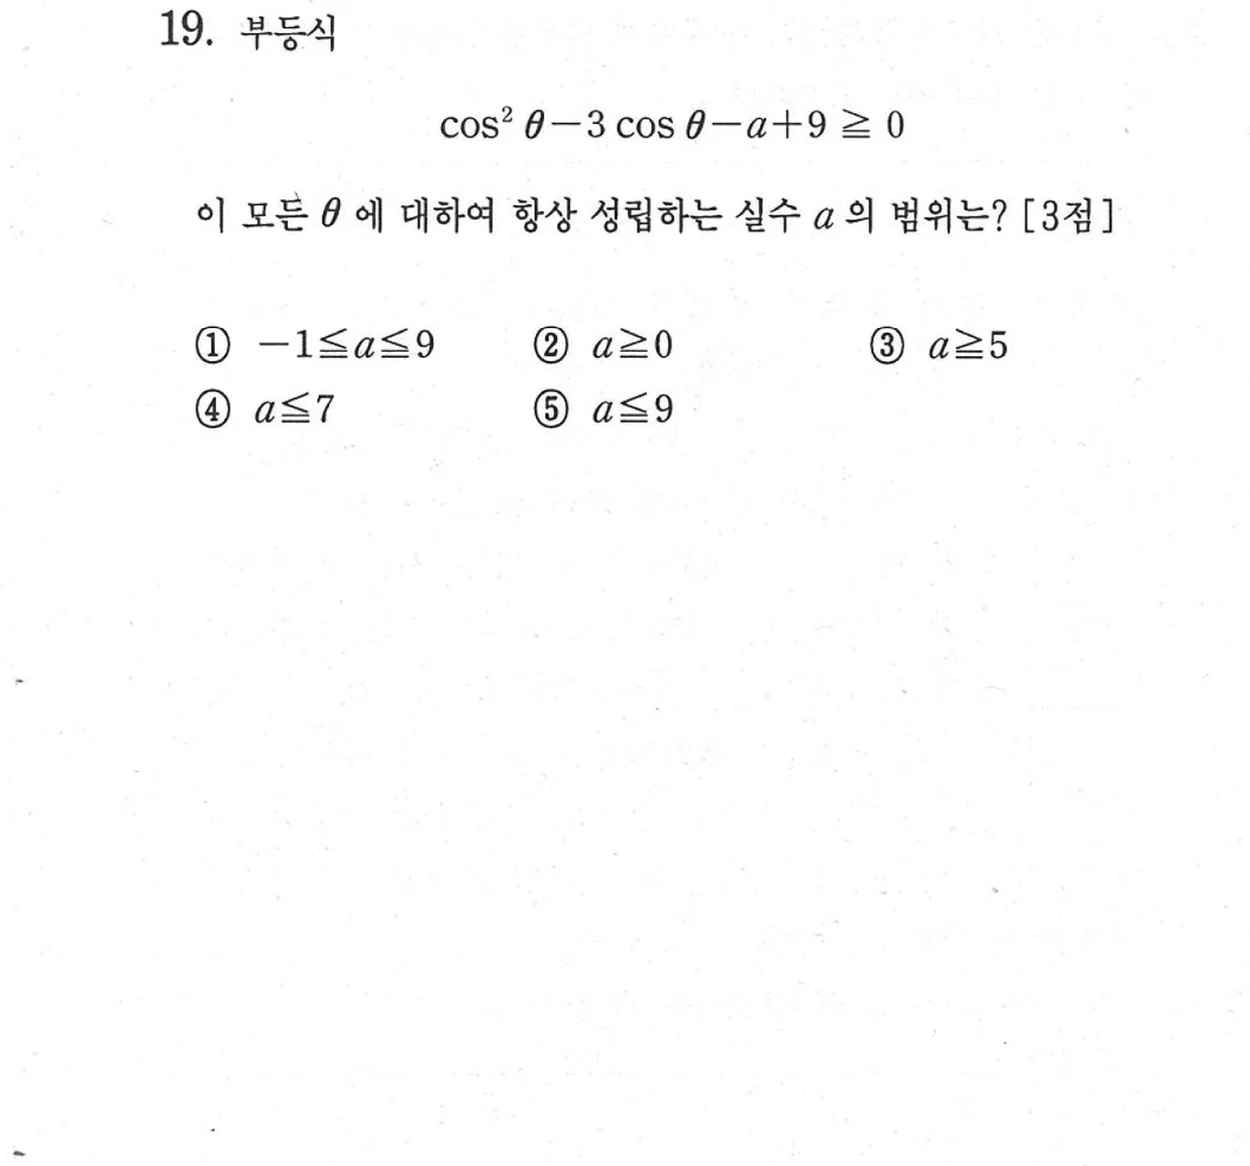 19. 부등식
cos² θ−3 cos θ−a+9 ≧ 0
이 모든 θ 에 대하여 항상 성립하는 실수 a 의 범위는? [3점]
① −1≦a≦9 ② a≧0 ③ a≧5
④ a≦7 ⑤ a≦9